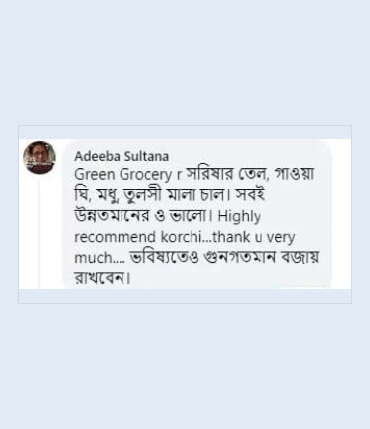 Adeeba Sultana
Green Grocery r সরিষার তেল, গাওয়া
ঘি, মধু, তুলসী মালা চাল। সবই
উন্নতমানের ও ভালো। Highly
recommend korchi...thank u very
much.... ভবিষ্যতেও গুনগতমান বজায়
রাখবেন।